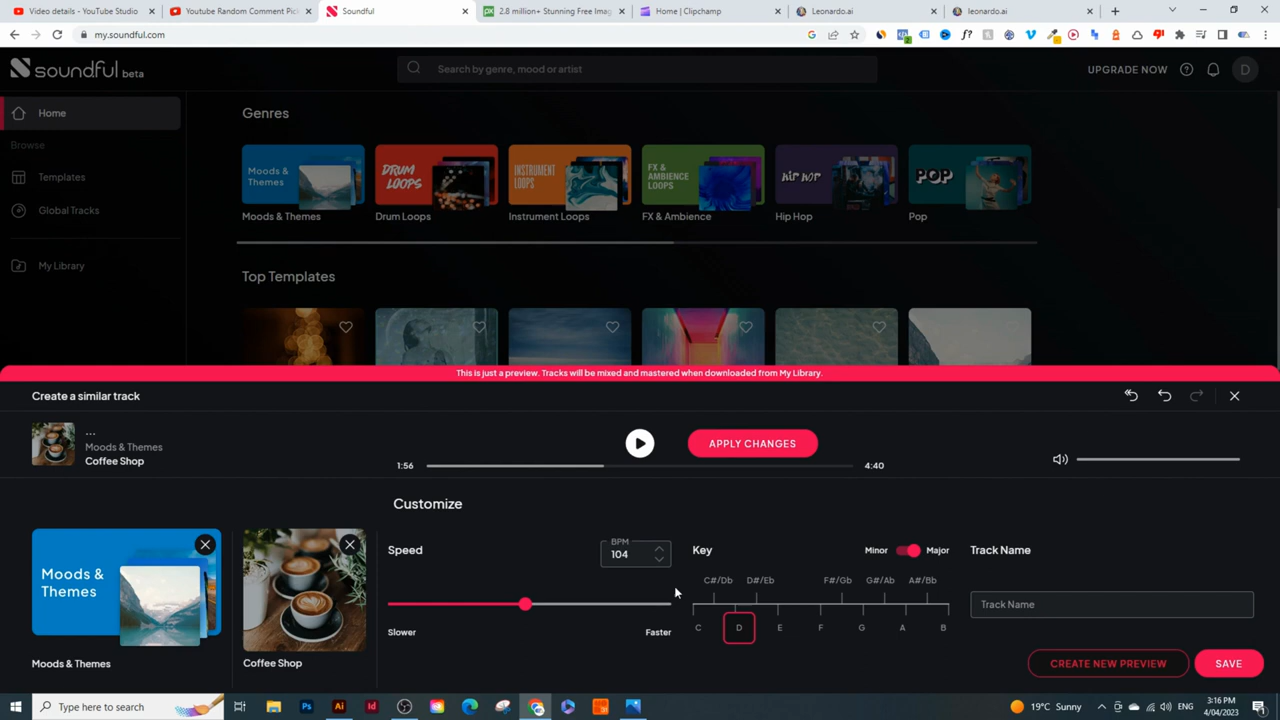 Video details - YouTube Studio
Youtube Random Comment Pic
Soundful
2.8 million+ Stunning Free Imag
Home | Clipchamp
Leonardo.ai
leonardo.ai
my.soundful.com
soundful beta
Search by genre, mood or artist
UPGRADE NOW
D
Home
Browse
Templates
Global Tracks
My Library
Genres
Moods & Themes
DRUM LOOPS
INSTRUMENT LOOPS
FX & AMBIENCE LOOPS
HIP HOP
POP
Moods & Themes
Drum Loops
Instrument Loops
FX & Ambience
Hip Hop
Pop
Top Templates
This is just a preview. Tracks will be mixed and mastered when downloaded from My Library.
Create a similar track
...
Moods & Themes
Coffee Shop
APPLY CHANGES
1:56
4:40
Customize
Moods & Themes
Moods & Themes
Coffee Shop
Speed
BPM
104
Slower
Faster
Key
Minor
Major
C#/Db D#/Eb F#/Gb G#/Ab A#/Bb
C D E F G A B
Track Name
Track Name
CREATE NEW PREVIEW
SAVE
Type here to search
Ps
Ai
Id
19°C Sunny
ENG
3:16 PM
4/04/2023